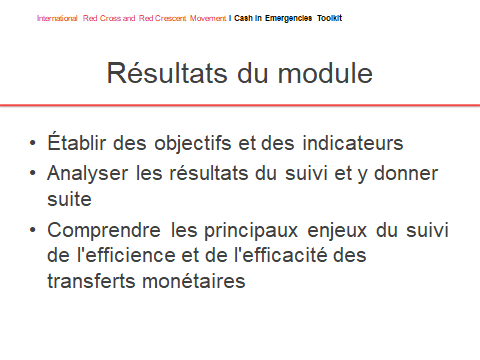 International Red Cross and Red Crescent Movement I Cash in Emergencies Toolkit
Résultats du module
• Établir des objectifs et des indicateurs
• Analyser les résultats du suivi et y donner
suite
• Comprendre les principaux enjeux du suivi
de l'efficience et de l'efficacité des
transferts monétaires